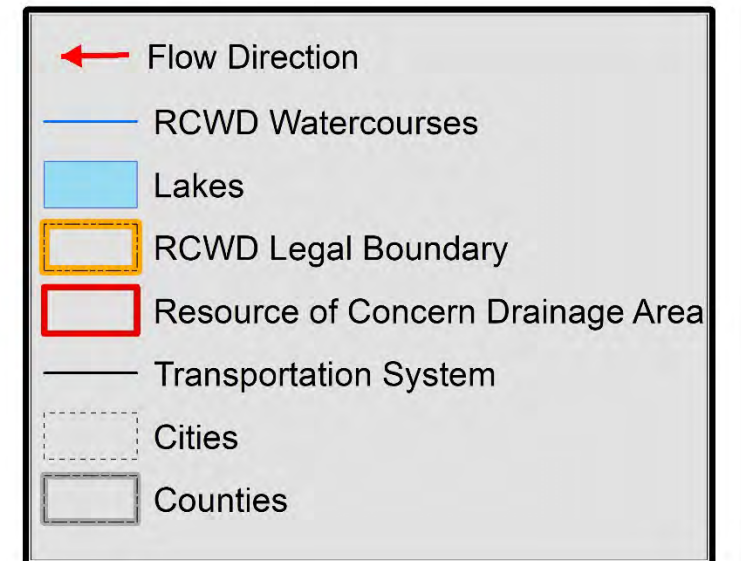 Flow Direction
RCWD Watercourses
Lakes
RCWD Legal Boundary
Resource of Concern Drainage Area
Transportation System
Cities
Counties